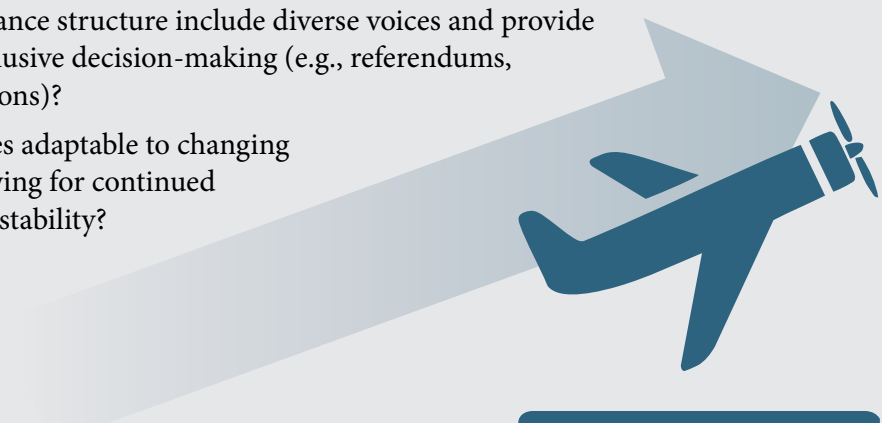 ance structure include diverse voices and provide
lusive decision-making (e.g., referendums,
ons)?
es adaptable to changing
ving for continued
stability?